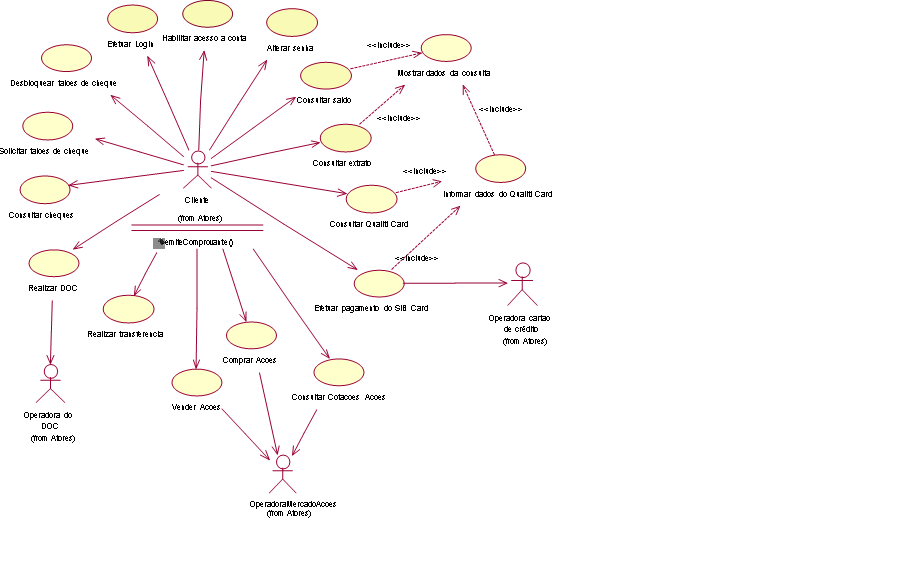 Efetuar Login
Habilitar acesso a conta
Alterar senha
<<include>>
Desbloquear taloes de cheque
Mostrar dados da consulta
Consultar saldo
<<include>>
<<include>>
Solicitar taloes de cheque
Consultar extrato
<<include>>
Cliente
(from Atores)
Informar dados do Qualiti Card
Consultar cheques
Consultar Qualiti Card
emiteComprovante()
<<include>>
Realizar DOC
Efetuar pagamento do SIB Card
Operadora cartao
de crédito
(from Atores)
Realizar transferencia
Comprar Acoes
Consultar Cotacoes Acoes
Vender Acoes
Operadora do
DOC
(from Atores)
OperadoraMercadoAcoes
(from Atores)